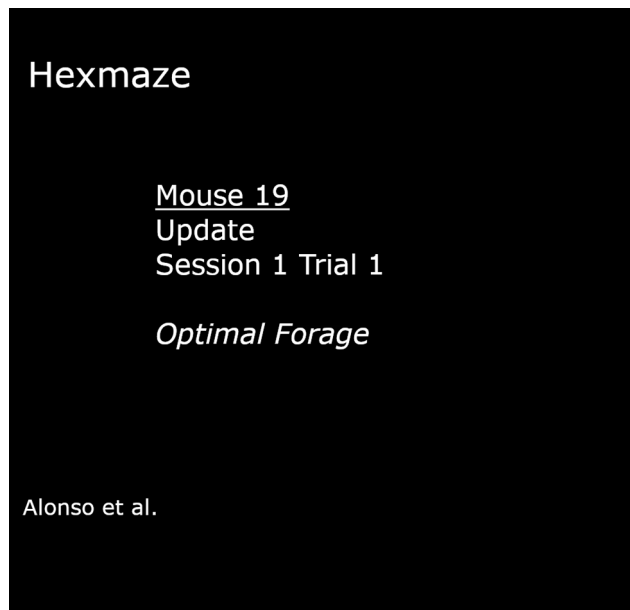 Hexmaze
Mouse 19
Update
Session 1 Trial 1
Optimal Forage
Alonso et al.